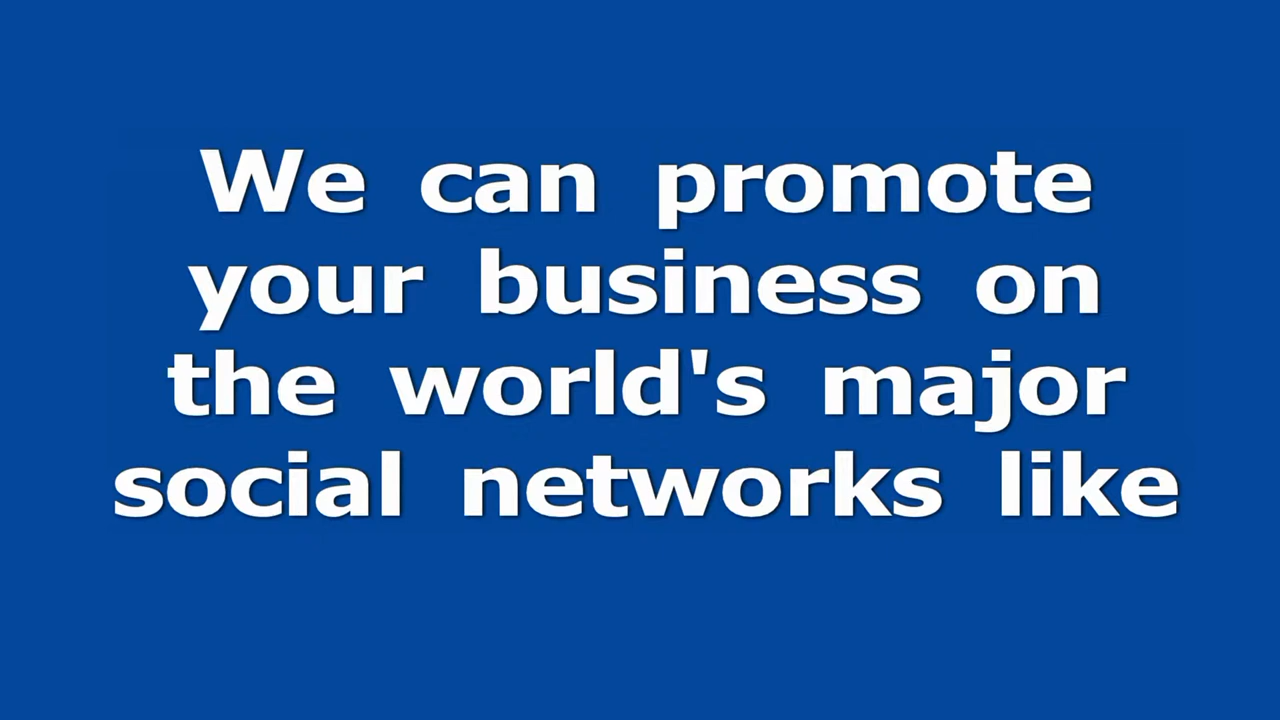 We can promote
your business on
the world's major
social networks like